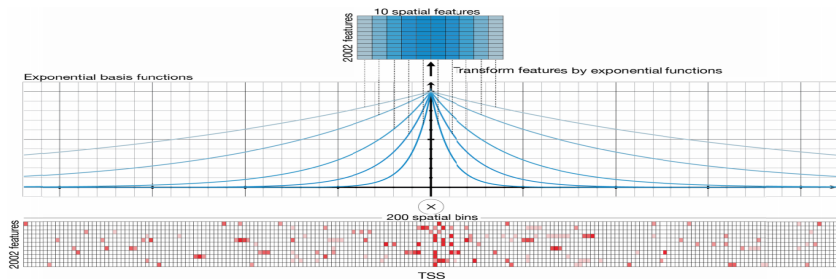 10 spatial features
2002 features
Exponential basis functions
Transform features by exponential functions
200 spatial bins
2002 features
TSS